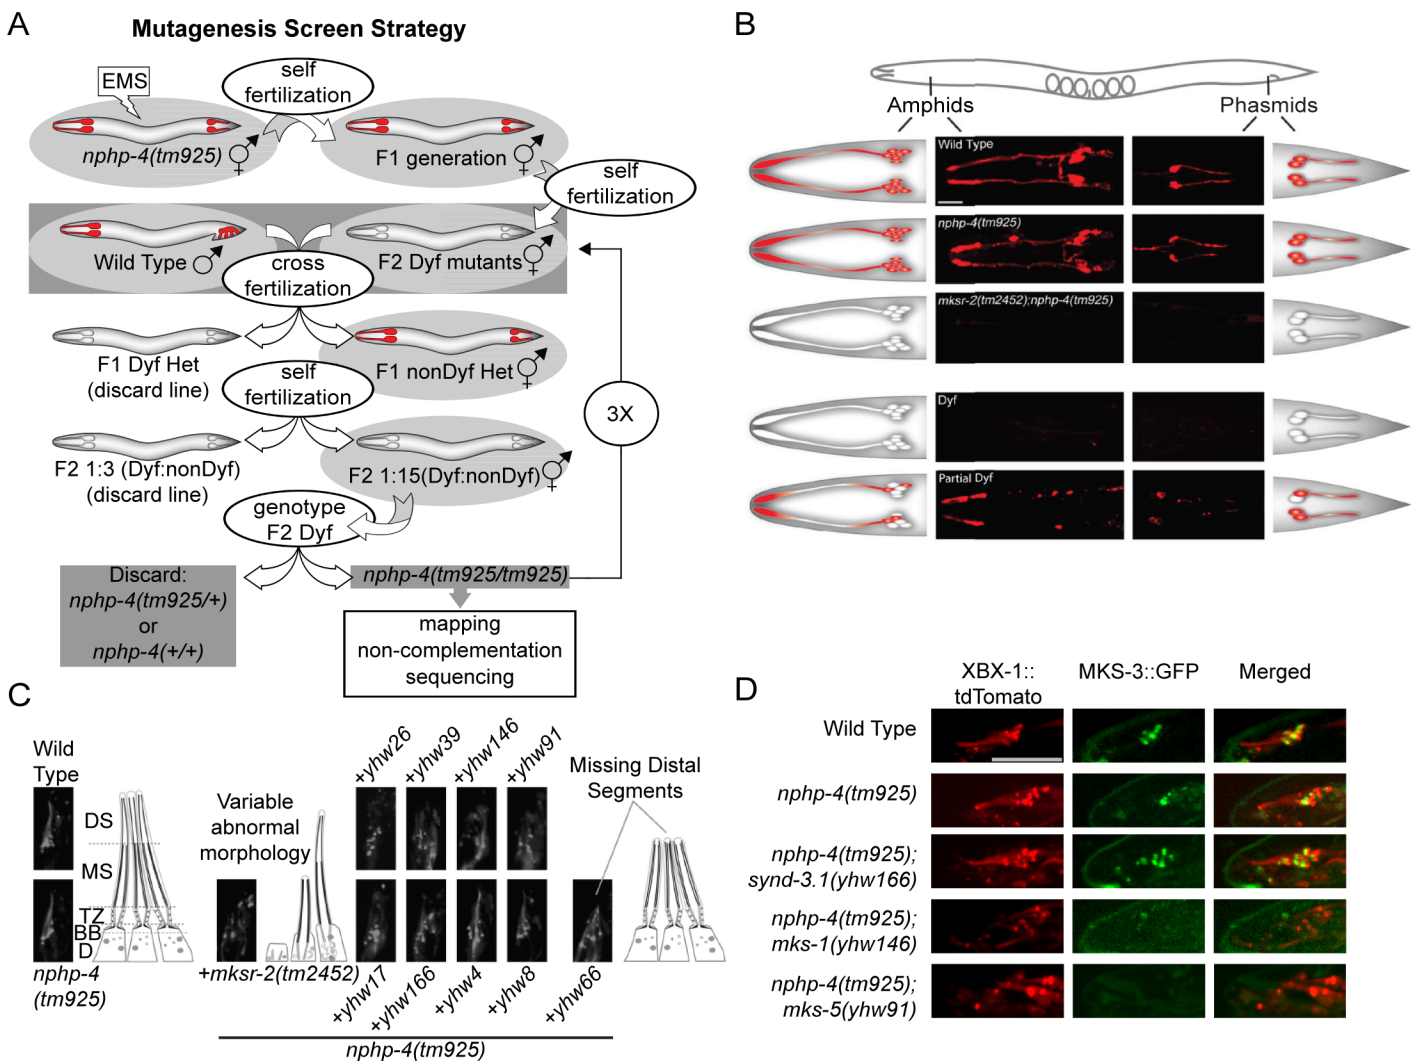 A
Mutagenesis Screen Strategy
EMS
self
fertilization
nphp-4(tm925)
F1 generation
self
fertilization
Wild Type
F2 Dyf mutants
cross
fertilization
F1 Dyf Het
(discard line)
F1 nonDyf Het
self
fertilization
3X
F2 1:3 (Dyf:nonDyf)
(discard line)
F2 1:15(Dyf:nonDyf)
genotype
F2 Dyf
Discard:
nphp-4(tm925/+)
or
nphp-4(+/+)
nphp-4(tm925/tm925)
mapping
non-complementation
sequencing
B
Amphids
Phasmids
Wild Type
nphp-4(tm925)
mksr-2(tm2452);nphp-4(tm925)
Dyf
Partial Dyf
C
Wild
Type
DS
MS
TZ
BB
D
nphp-4
(tm925)
Variable
abnormal
morphology
+mksr-2(tm2452)
+yhw26
+yhw39
+yhw146
+yhw91
Missing Distal
Segments
+yhw17
+yhw166
+yhw4
+yhw8
+yhw66
nphp-4(tm925)
D
XBX-1::
tdTomato
MKS-3::GFP
Merged
Wild Type
nphp-4(tm925)
nphp-4(tm925);
synd-3.1(yhw166)
nphp-4(tm925);
mks-1(yhw146)
nphp-4(tm925);
mks-5(yhw91)